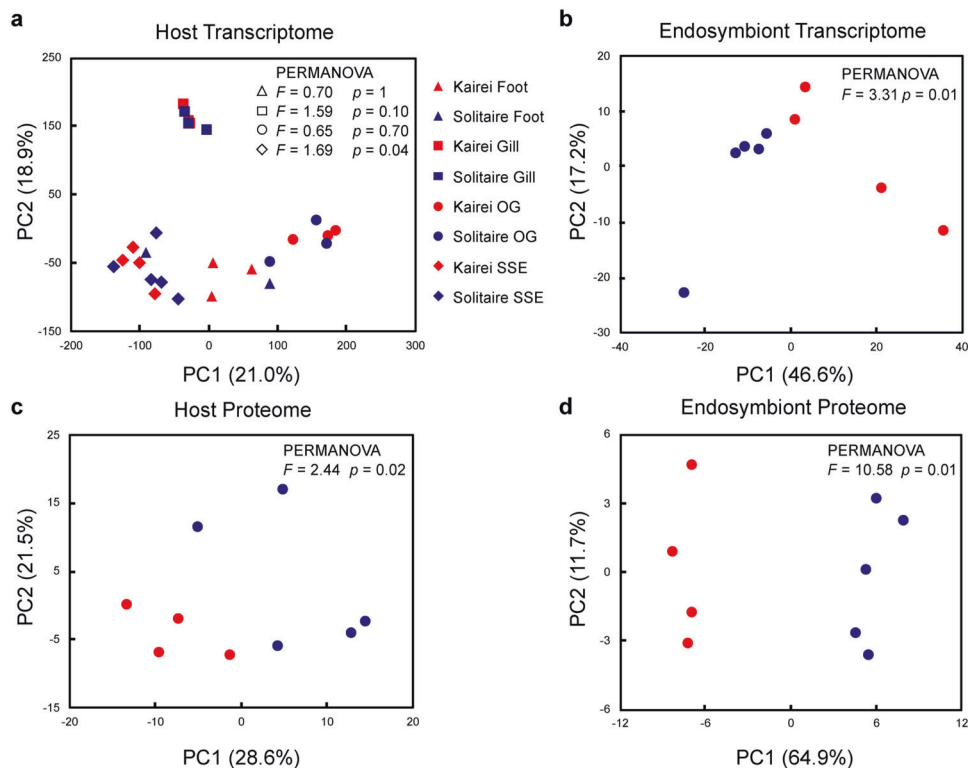 a
Host Transcriptome
250
150
50
-50
-150
PC2 (18.9%)
-200
-100
0
100
200
300
PC1 (21.0%)
PERMANOVA
F = 0.70 p = 1
F = 1.59 p = 0.10
F = 0.65 p = 0.70
F = 1.69 p = 0.04
Kairei Foot
Solitaire Foot
Kairei Gill
Solitaire Gill
Kairei OG
Solitaire OG
Kairei SSE
Solitaire SSE
b
Endosymbiont Transcriptome
PERMANOVA
F = 3.31 p = 0.01
20
10
0
-10
-20
-30
PC2 (17.2%)
-40
-20
0
20
40
PC1 (46.6%)
c
Host Proteome
PERMANOVA
F = 2.44 p = 0.02
25
15
5
-5
-15
PC2 (21.5%)
-20
-10
0
10
20
PC1 (28.6%)
d
Endosymbiont Proteome
PERMANOVA
F = 10.58 p = 0.01
6
3
0
-3
-6
PC2 (11.7%)
-12
-6
0
6
12
PC1 (64.9%)